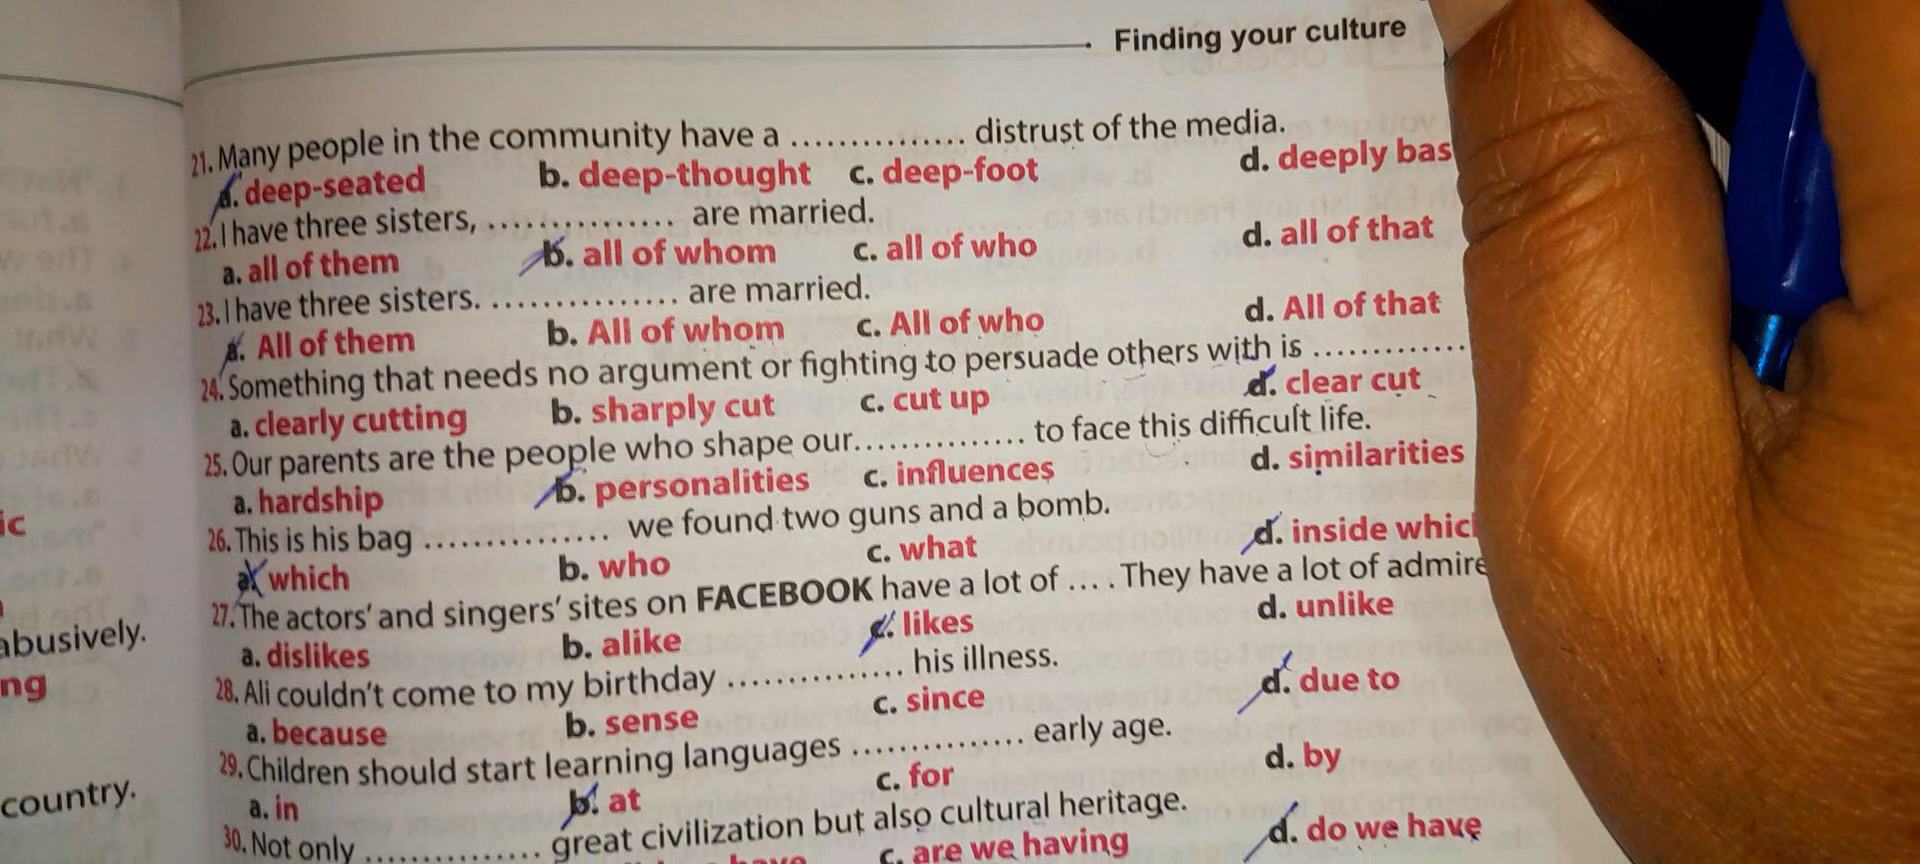 Finding your culture
21. Many people in the community have a .............. distrust of the media.
a. deep-seated b. deep-thought c. deep-foot d. deeply bas
22. I have three sisters, ................ are married.
a. all of them b. all of whom c. all of who d. all of that
23. I have three sisters. ............... are married.
a. All of them b. All of whom c. All of who d. All of that
24. Something that needs no argument or fighting to persuade others with is .............
a. clearly cutting b. sharply cut c. cut up d. clear cut
25. Our parents are the people who shape our.............. to face this difficult life.
a. hardship b. personalities c. influences d. similarities
26. This is his bag ............... we found two guns and a bomb.
a. which b. who c. what d. inside whic
27. The actors' and singers' sites on FACEBOOK have a lot of .... They have a lot of admire
a. dislikes b. alike c. likes d. unlike
28. Ali couldn't come to my birthday ............... his illness.
a. because b. sense c. since d. due to
29. Children should start learning languages .............. early age.
a. in b. at c. for d. by
30. Not only .............. great civilization but also cultural heritage.
have c. are we having d. do we have
ic
abusively.
ng
country.